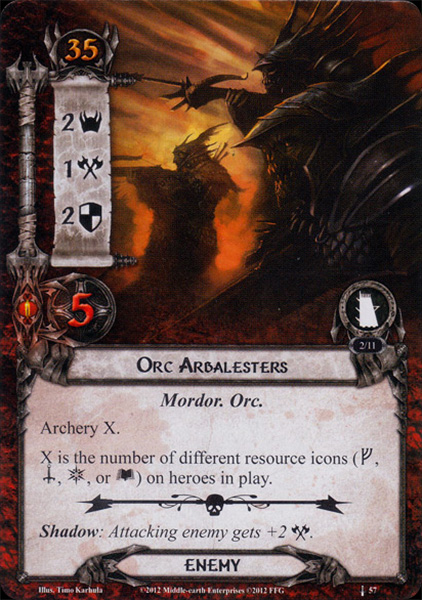 35
2
1
2
5
2/11
Orc Arbalesters
Mordor. Orc.
Archery X.
X is the number of different resource icons ( ,
, , or ) on heroes in play.
Shadow: Attacking enemy gets +2 .
ENEMY
Illus. Timo Karhula ©2012 Middle-earth Enterprises ©2012 FFG 57